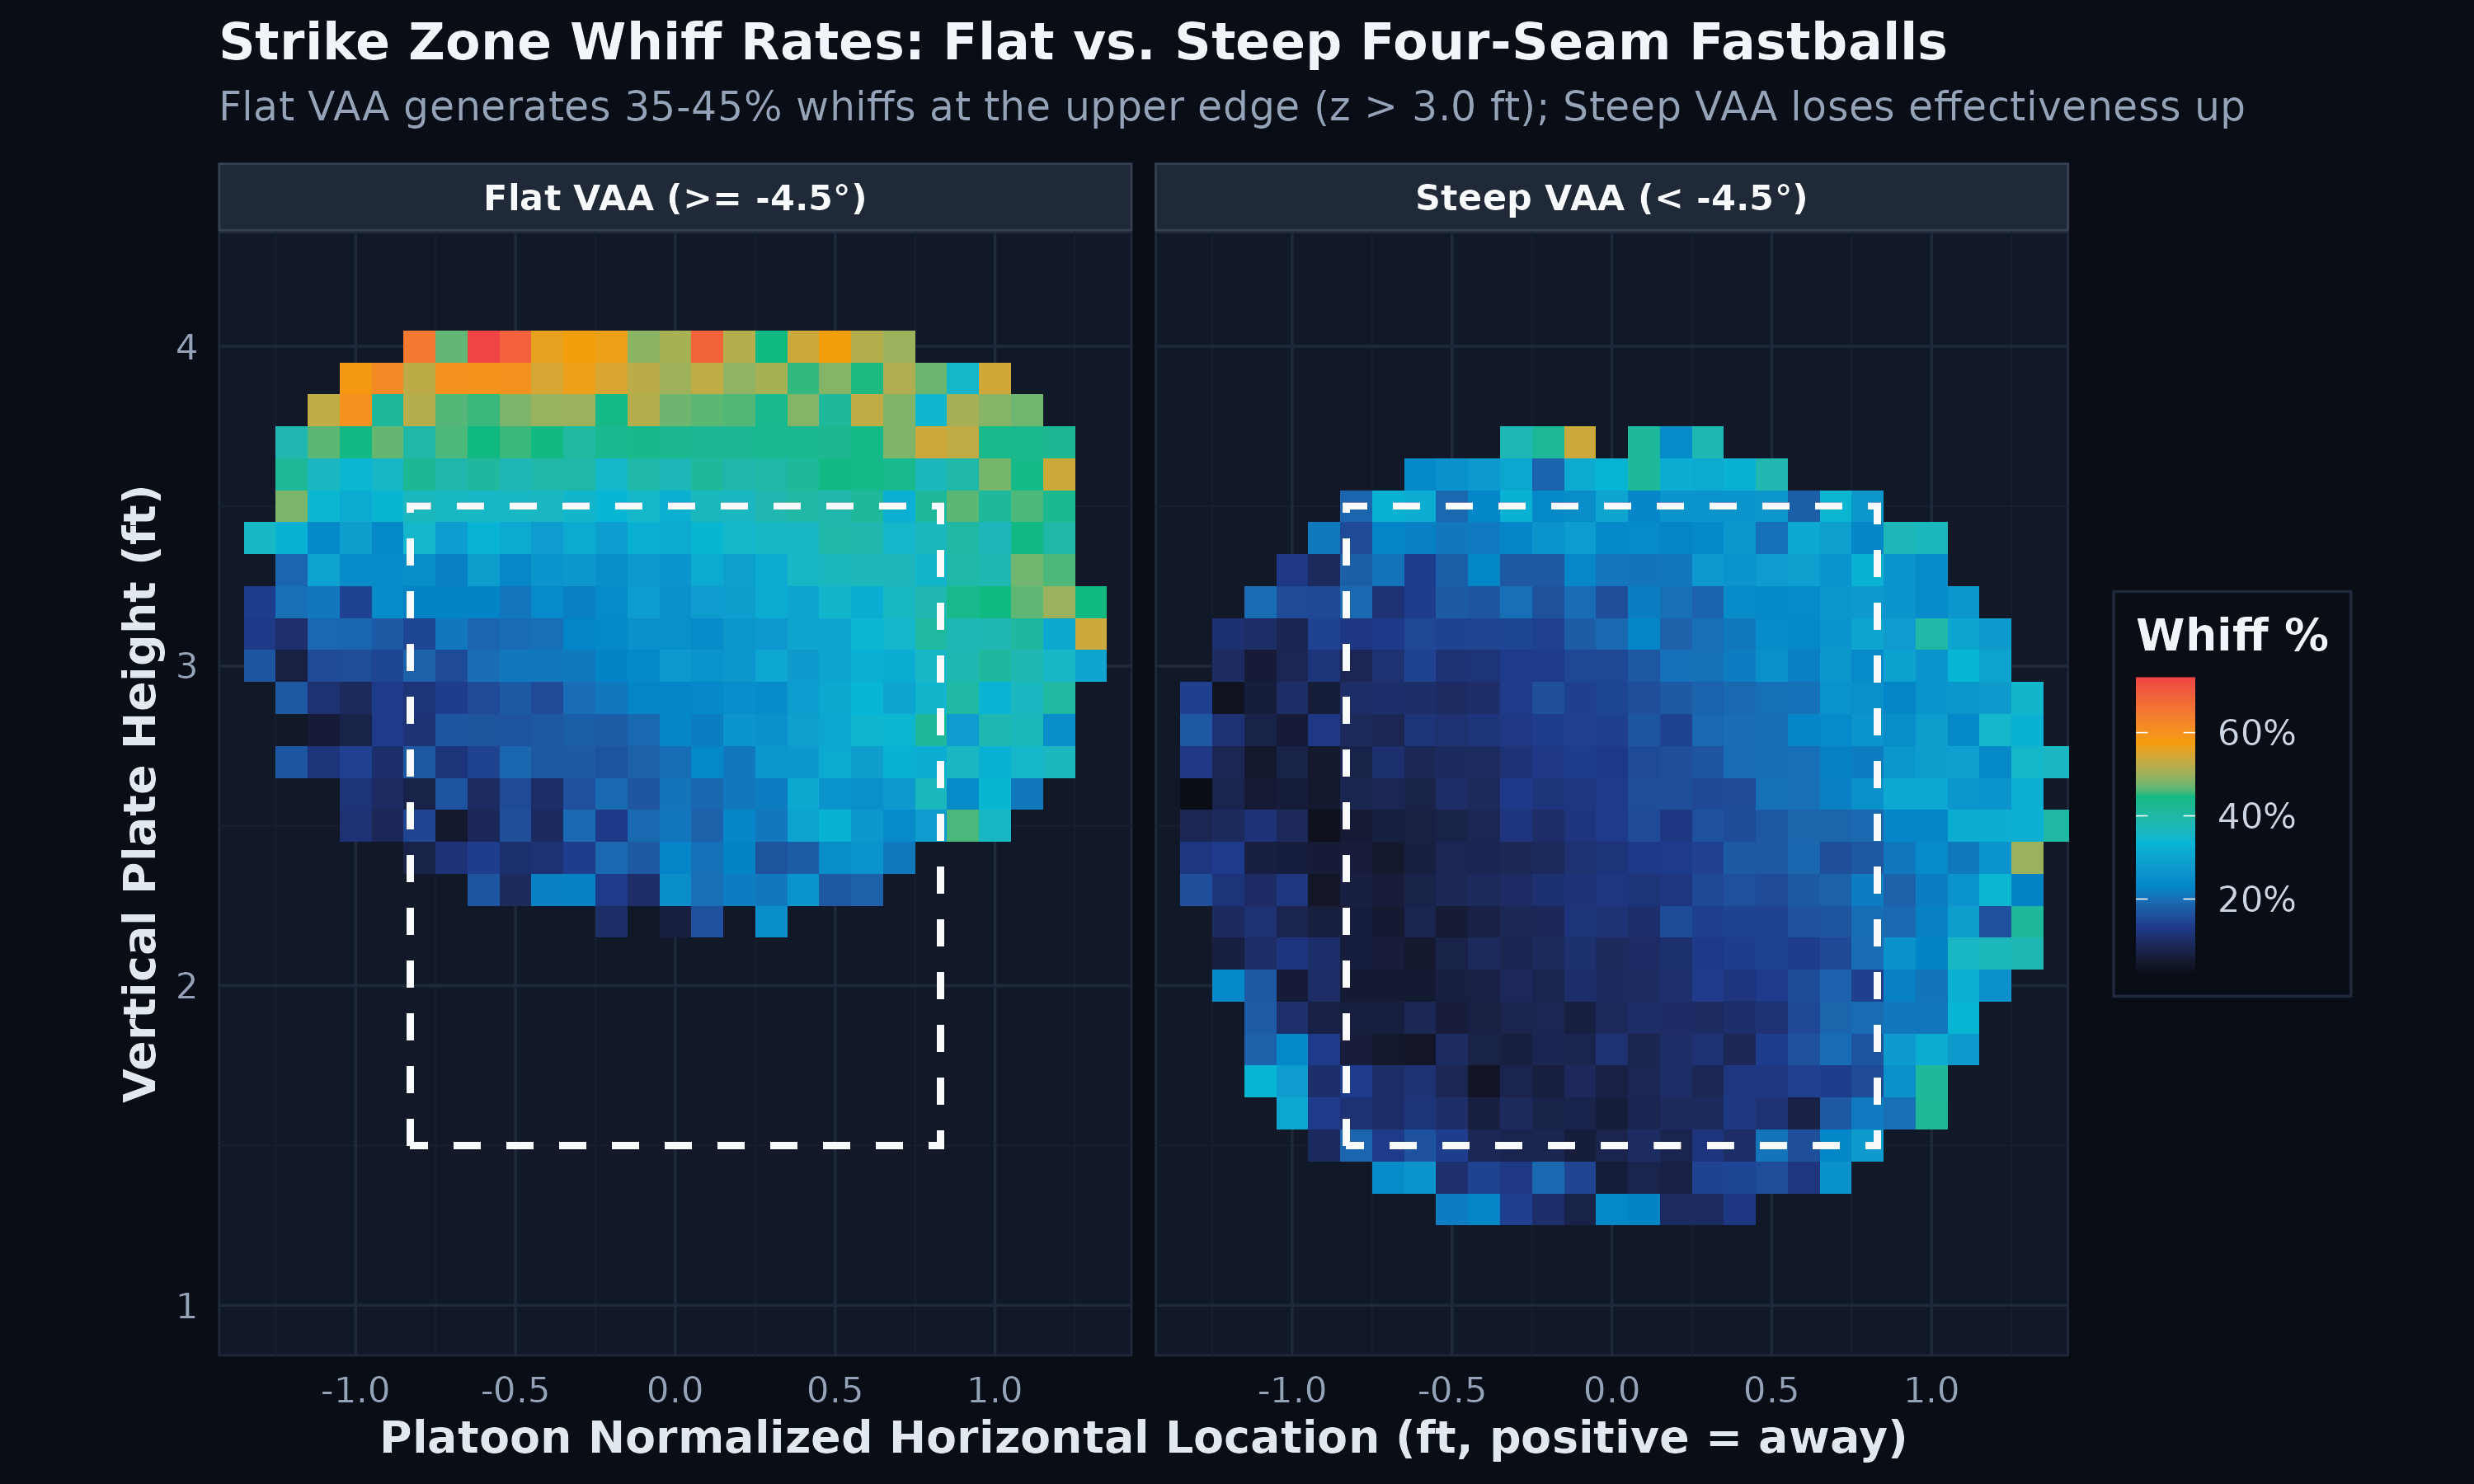 Strike Zone Whiff Rates: Flat vs. Steep Four-Seam Fastballs
Flat VAA generates 35-45% whiffs at the upper edge (z > 3.0 ft); Steep VAA loses effectiveness up
Flat VAA (>= -4.5°)
Steep VAA (< -4.5°)
Vertical Plate Height (ft)
4
3
2
1
-1.0 -0.5 0.0 0.5 1.0
-1.0 -0.5 0.0 0.5 1.0
Platoon Normalized Horizontal Location (ft, positive = away)
Whiff %
60%
40%
20%